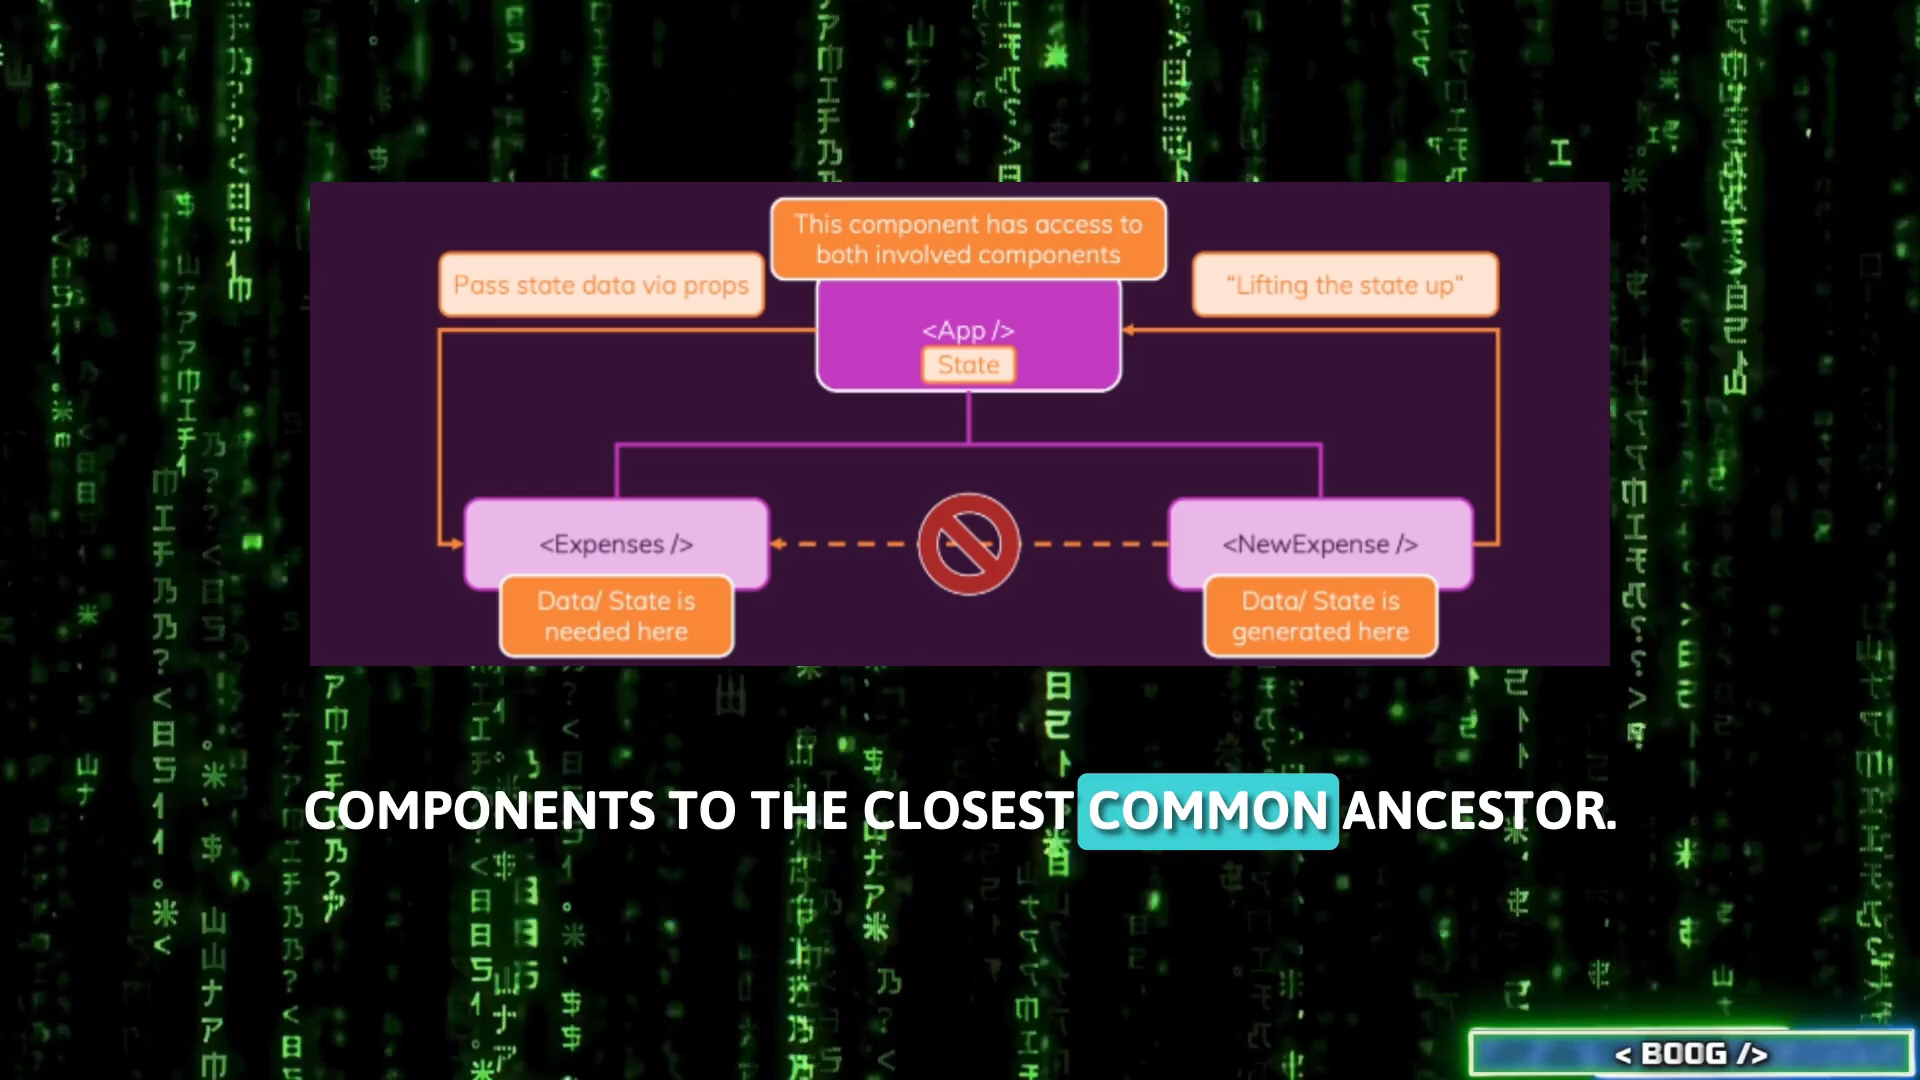 This component has access to
both involved components
Pass state data via props
“Lifting the state up”
<App />
State
<Expenses />
<NewExpense />
Data/ State is
needed here
Data/ State is
generated here
COMPONENTS TO THE CLOSEST COMMON ANCESTOR.
< BOOG />